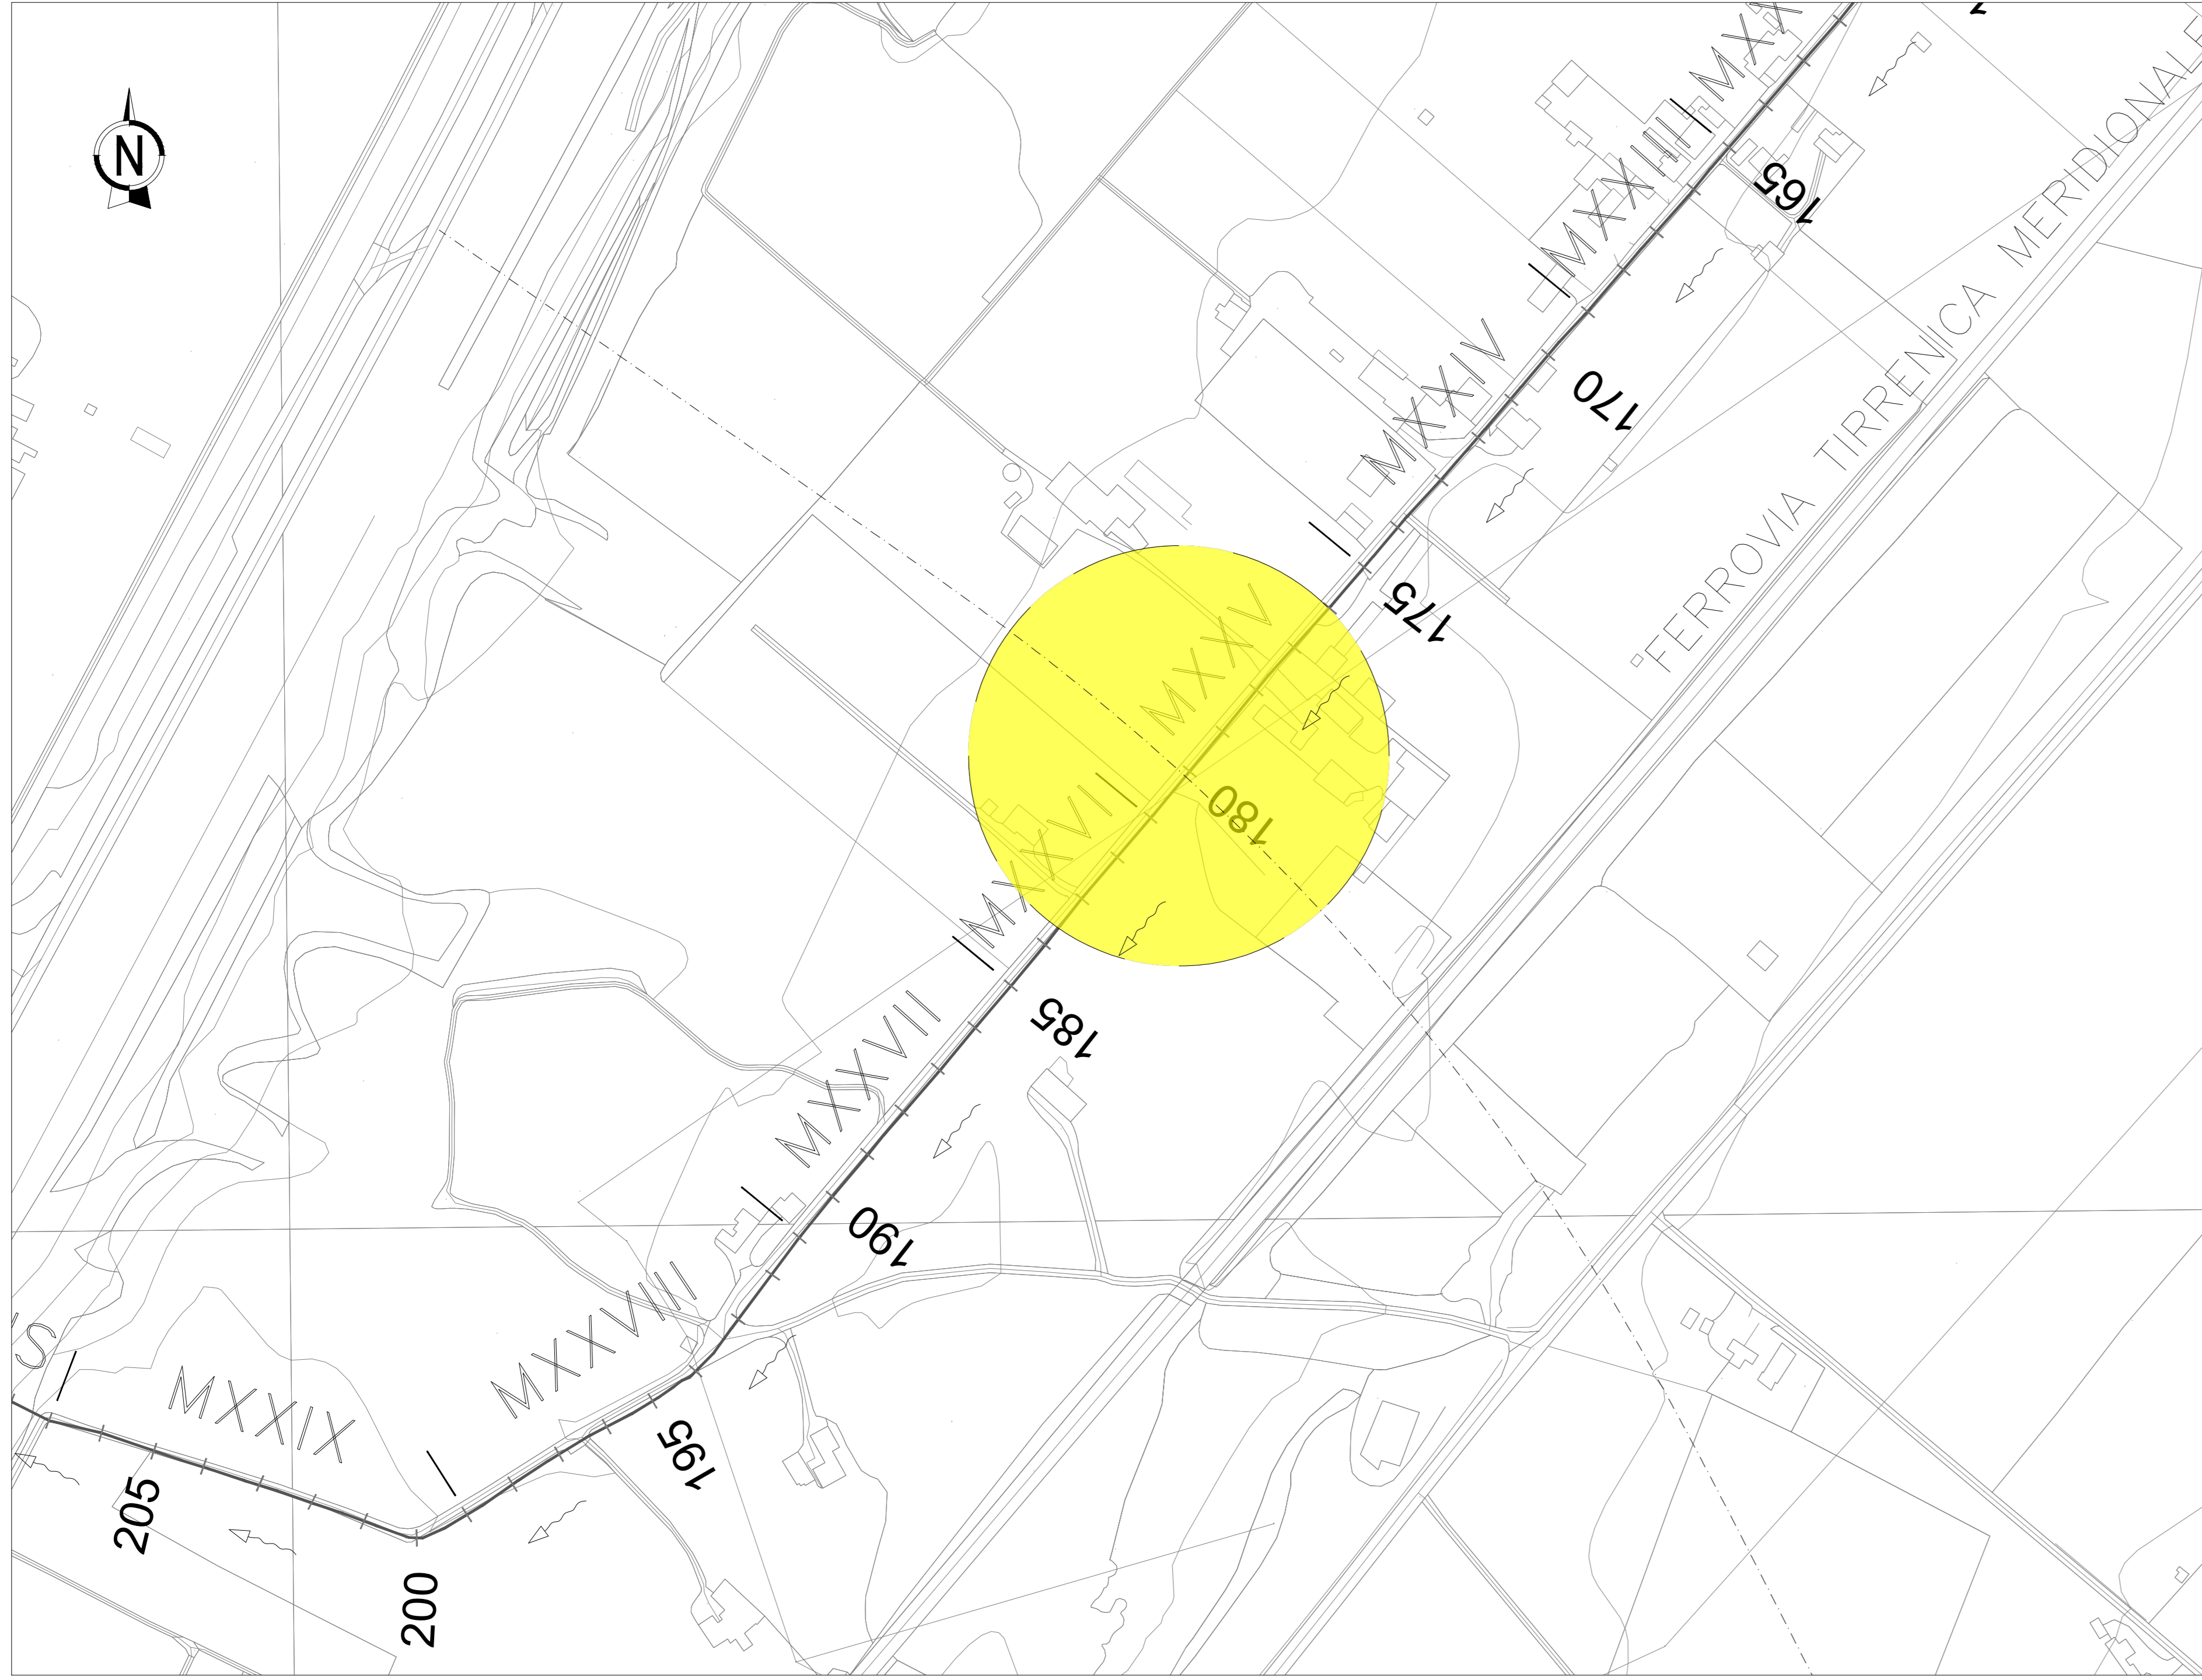 N
MXXIII
165
FERROVIA TIRRENICA MERIDIONALE
MXXIV
170
175
MXXV
180
MXXVI
185
MXXVII
190
MXXVIII
195
MXXIX
200
205